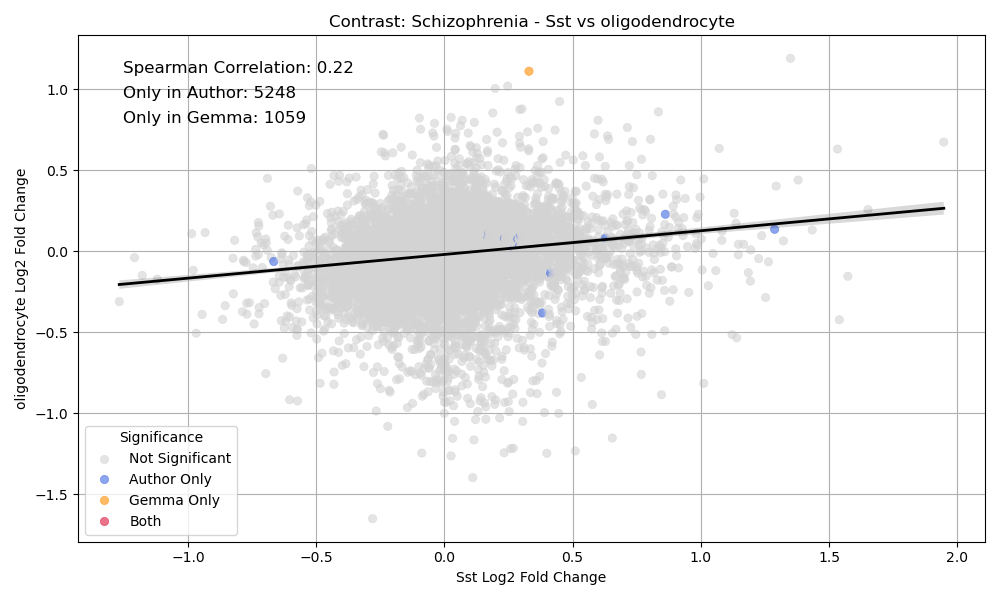 Contrast: Schizophrenia - Sst vs oligodendrocyte
Spearman Correlation: 0.22
Only in Author: 5248
Only in Gemma: 1059
oligodendrocyte Log2 Fold Change
1.0
0.5
0.0
−0.5
−1.0
−1.5
Significance
Not Significant
Author Only
Gemma Only
Both
−1.0
−0.5
0.0
0.5
1.0
1.5
2.0
Sst Log2 Fold Change